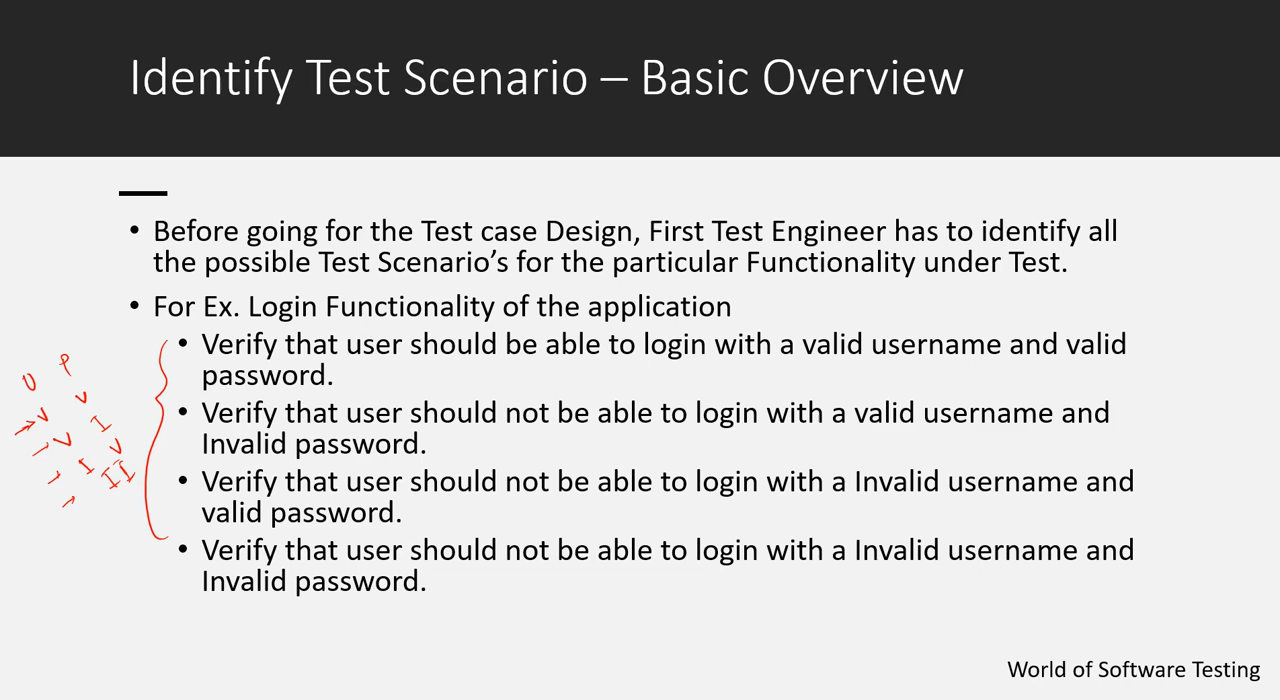 Identify Test Scenario – Basic Overview
• Before going for the Test case Design, First Test Engineer has to identify all
the possible Test Scenario’s for the particular Functionality under Test.
• For Ex. Login Functionality of the application
• Verify that user should be able to login with a valid username and valid
password.
• Verify that user should not be able to login with a valid username and
Invalid password.
• Verify that user should not be able to login with a Invalid username and
valid password.
• Verify that user should not be able to login with a Invalid username and
Invalid password.
U P
V V
V I
I V
I I
World of Software Testing